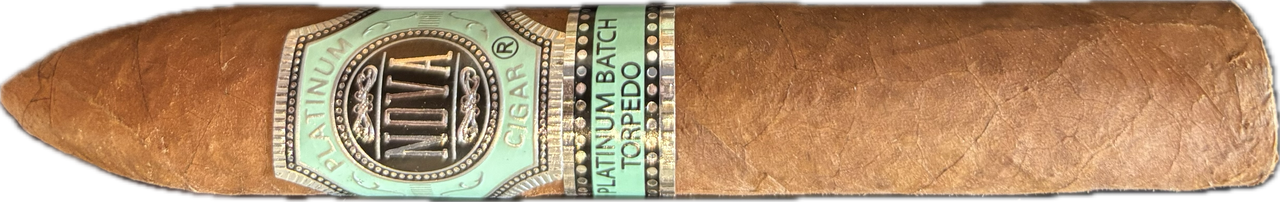 PLATINUM
NOVA
CIGAR®
PLATINUM BATCH
TORPEDO